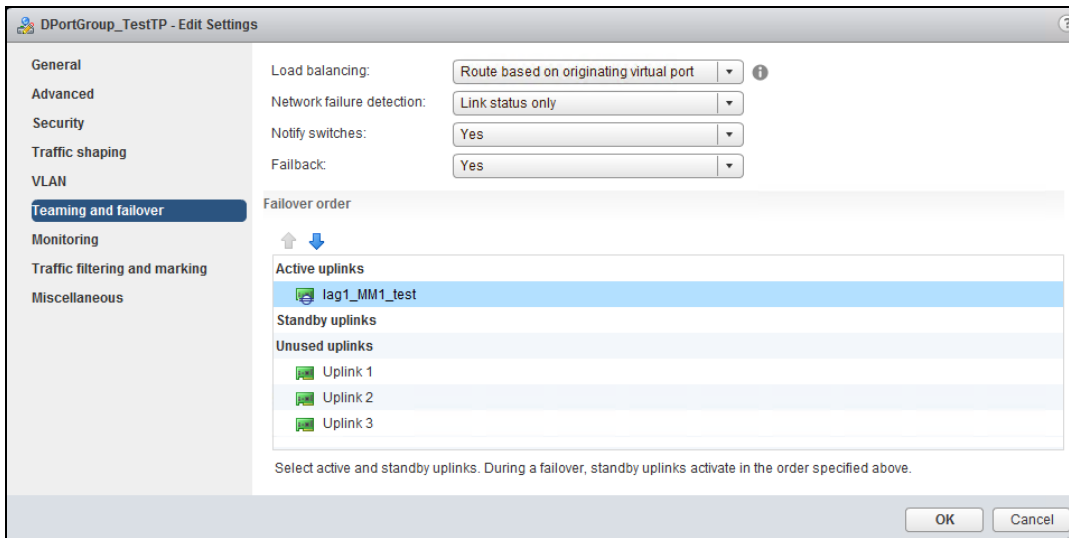 DPortGroup_TestTP - Edit Settings
?
General
Advanced
Security
Traffic shaping
VLAN
Teaming and failover
Monitoring
Traffic filtering and marking
Miscellaneous
Load balancing: Route based on originating virtual port
Network failure detection: Link status only
Notify switches: Yes
Failback: Yes
Failover order
Active uplinks
lag1_MM1_test
Standby uplinks
Unused uplinks
Uplink 1
Uplink 2
Uplink 3
Select active and standby uplinks. During a failover, standby uplinks activate in the order specified above.
OK Cancel